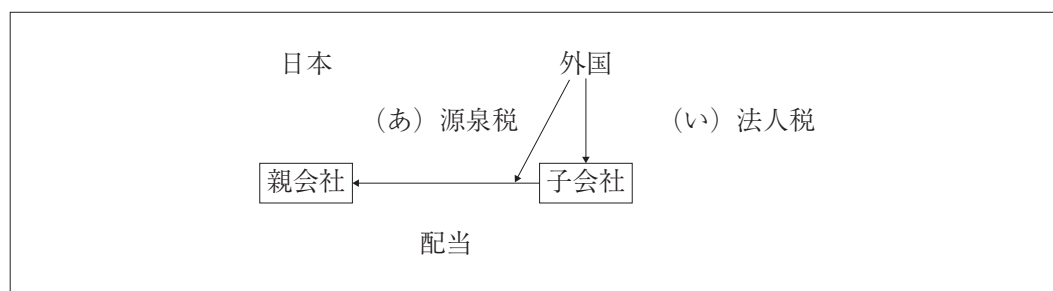 日本 外国
(あ) 源泉税 (い) 法人税
親会社 子会社
配当